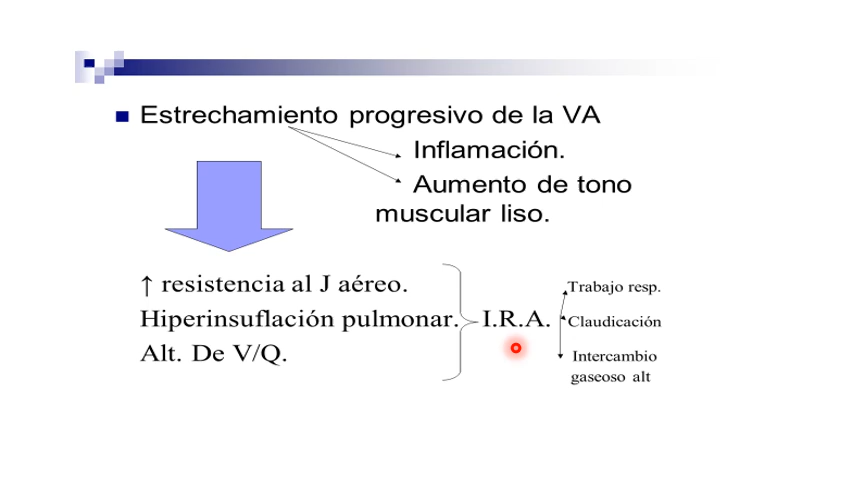 Estrechamiento progresivo de la VA
Inflamación.
Aumento de tono
muscular liso.
↑ resistencia al J aéreo.
Hiperinsuflación pulmonar.
Alt. De V/Q.
I.R.A.
Trabajo resp.
Claudicación
Intercambio
gaseoso alt